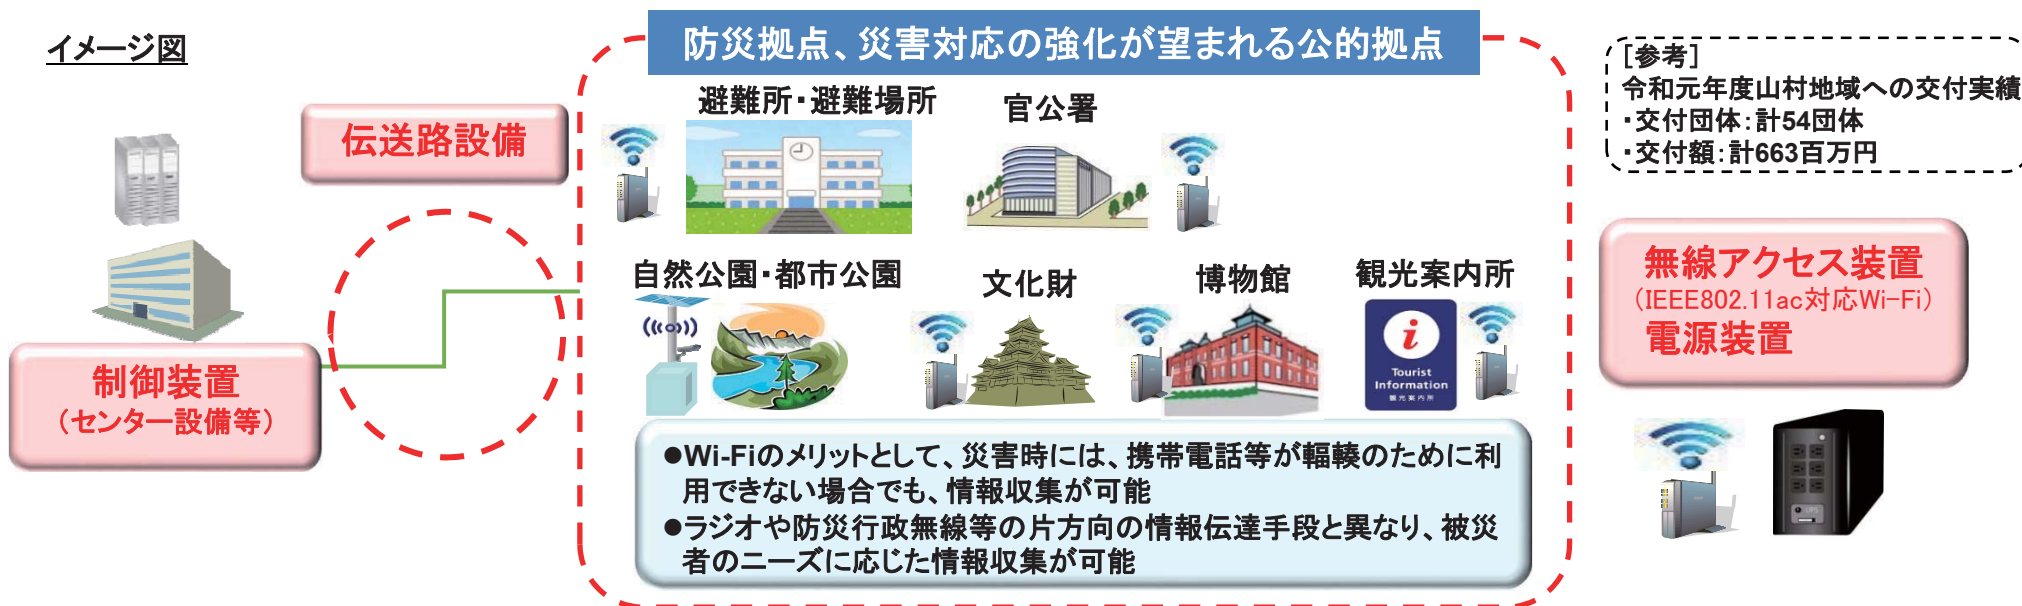 イメージ図
防災拠点、災害対応の強化が望まれる公的拠点
[参考]
令和元年度山村地域への交付実績
・交付団体：計54団体
・交付額：計663百万円
伝送路設備
避難所・避難場所
官公署
自然公園・都市公園
文化財
博物館
観光案内所
i
Tourist
Information
観光案内所
制御装置
（センター設備等）
無線アクセス装置
（IEEE802.11ac対応Wi-Fi）
電源装置
UPS
●Wi-Fiのメリットとして、災害時には、携帯電話等が輻輳のために利
用できない場合でも、情報収集が可能
●ラジオや防災行政無線等の片方向の情報伝達手段と異なり、被災
者のニーズに応じた情報収集が可能